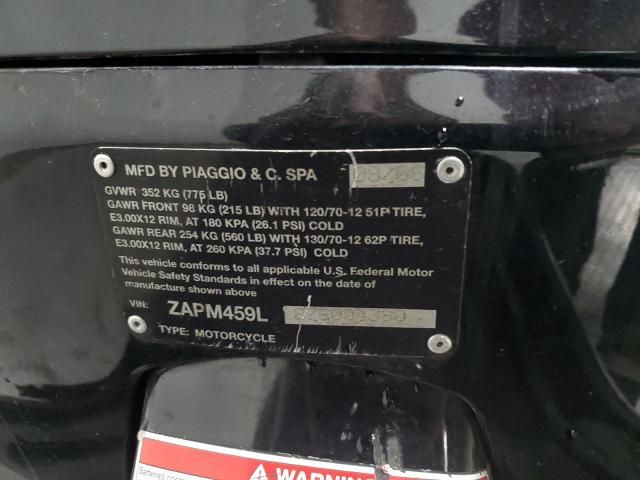 MFD BY PIAGGIO & C. SPA 08/06
GVWR 352 KG (775 LB)
GAWR FRONT 98 KG (215 LB) WITH 120/70-12 51P TIRE,
E3.00X12 RIM, AT 180 KPA (26.1 PSI) COLD
GAWR REAR 254 KG (560 LB) WITH 130/70-12 62P TIRE,
E3.00X12 RIM, AT 260 KPA (37.7 PSI) COLD
This vehicle conforms to all applicable U.S. Federal Motor
Vehicle Safety Standards in effect on the date of
manufacture shown above
VIN: ZAPM459L
TYPE: MOTORCYCLE
WARNING
Batteries